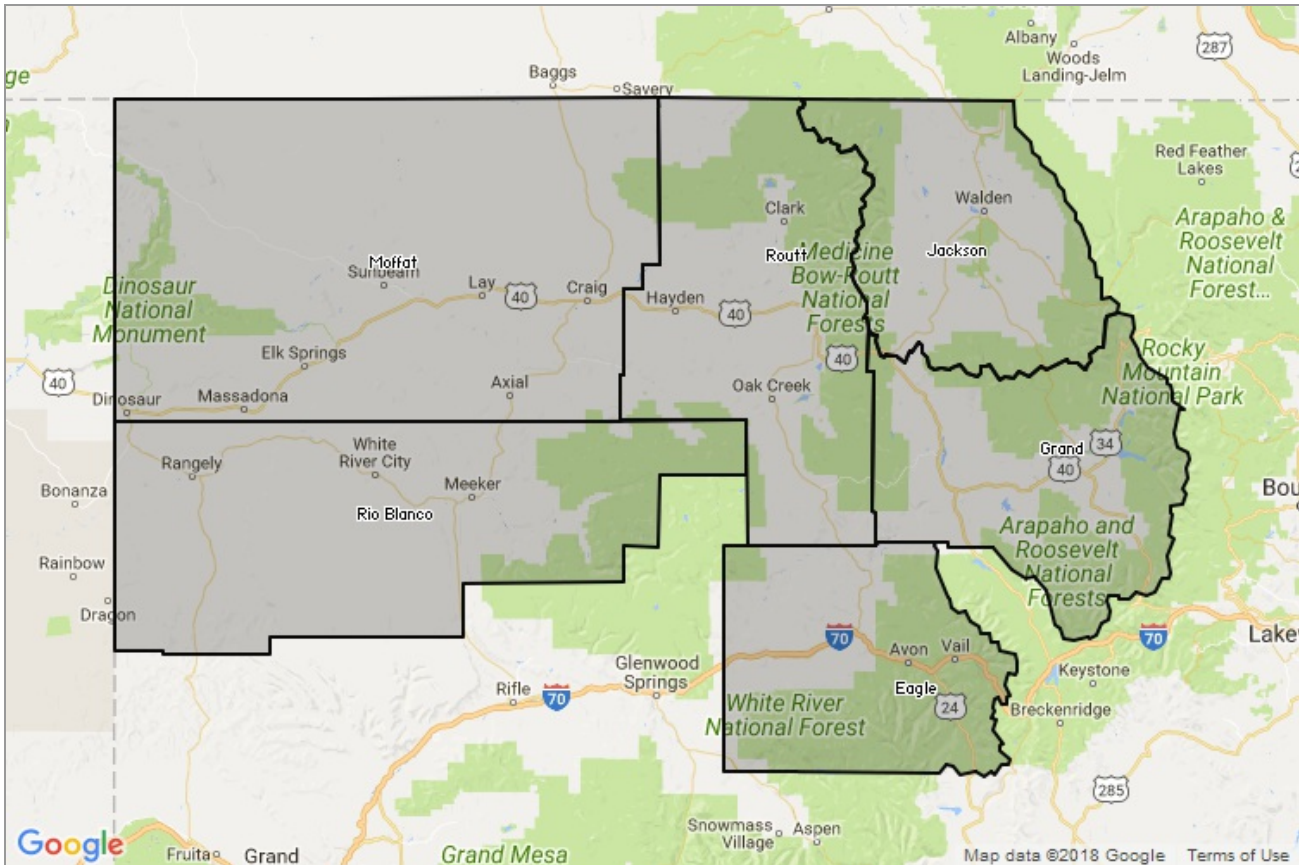 Albany
287
Woods
Landing-Jelm
Baggs
Savery
ge
Red Feather
Lakes
Walden
Clark
Arapaho &
Roosevelt
National
Forest...
Moffat
Sunbeam
Routt
Jackson
Medicine
Bow-Routt
National
Forests
Dinosaur
National
Monument
Lay
40
Craig
Hayden
40
Elk Springs
40
Rocky
Mountain
National Park
40
Dinosaur
Massadona
Axial
Oak Creek
White
River City
Rangely
Meeker
Grand
34
40
Bonanza
Rio Blanco
Bou
Arapaho and
Roosevelt
National
Forests
Rainbow
Dragon
70
70
Lakew
Avon
Vail
Glenwood
Springs
Keystone
Rifle
70
Eagle
24
White River
National Forest
Breckenridge
285
Snowmass
Village
Aspen
Google
Fruita
Grand
Grand Mesa
Map data ©2018 Google
Terms of Use